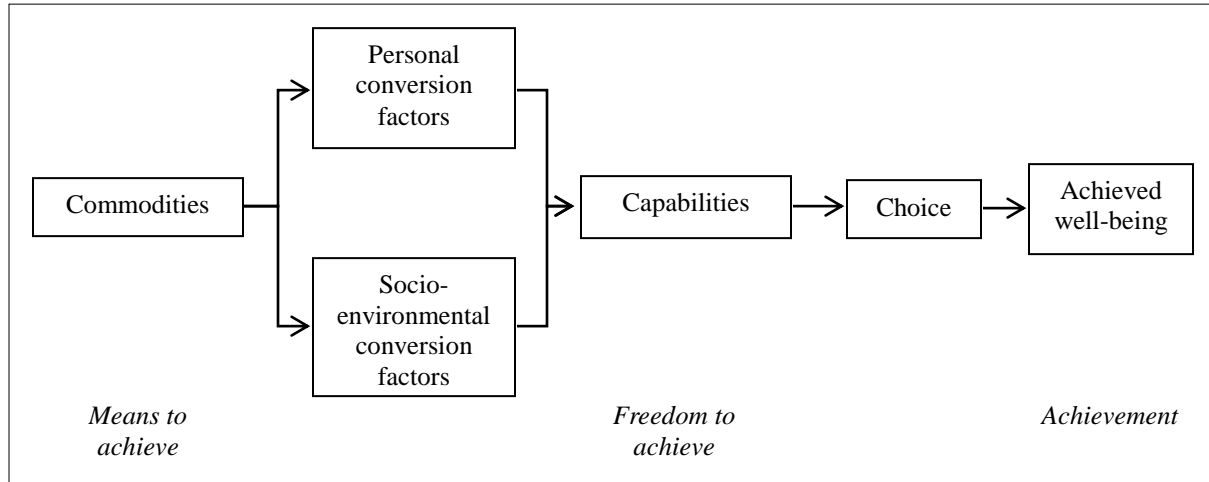 Personal
conversion
factors
Commodities
Capabilities
Choice
Achieved
well-being
Socio-
environmental
conversion
factors
Means to
achieve
Freedom to
achieve
Achievement